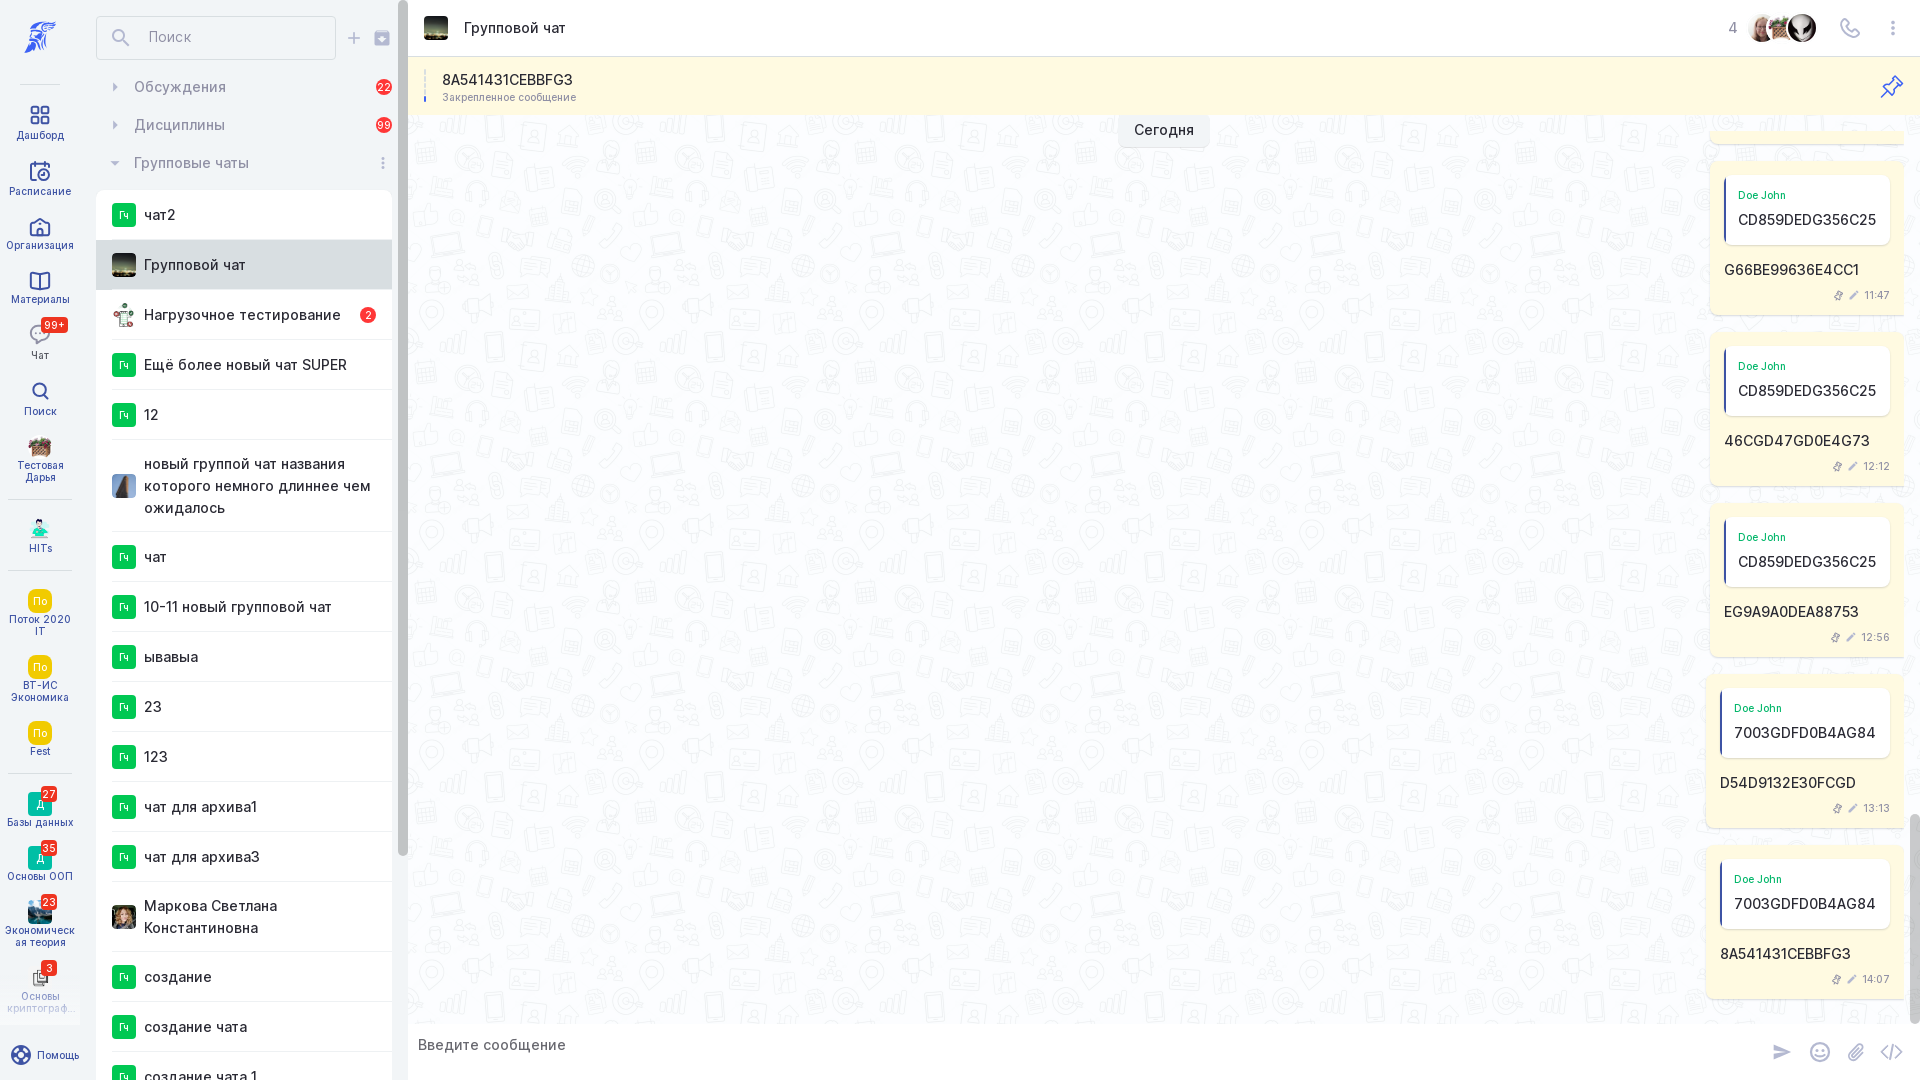 Дашборд
Расписание
Организация
Материалы
99+
Чат
Поиск
Тестовая
Дарья
HITs
По
Поток 2020
IT
По
ВТ-ИС
Экономика
По
Fest
27
Д
Базы данных
35
Д
Основы ООП
23
Экономическ
ая теория
3
Основы
криптограф...
Помощь
Поиск
Обсуждения
22
Дисциплины
99
Групповые чаты
Гч чат2
Групповой чат
Нагрузочное тестирование 2
Гч Ещё более новый чат SUPER
Гч 12
новый группой чат названия
которого немного длиннее чем
ожидалось
Гч чат
Гч 10-11 новый групповой чат
Гч ывавыа
Гч 23
Гч 123
Гч чат для архива1
Гч чат для архива3
Маркова Светлана
Константиновна
Гч создание
Гч создание чата
Гч создание чата 1
Групповой чат
4
8A541431CEBBFG3
Закрепленное сообщение
Сегодня
Doe John
CD859DEDG356C25
G66BE99636E4CC1
11:47
Doe John
CD859DEDG356C25
46CGD47GD0E4G73
12:12
Doe John
CD859DEDG356C25
EG9A9A0DEA88753
12:56
Doe John
7003GDFD0B4AG84
D54D9132E30FCGD
13:13
Doe John
7003GDFD0B4AG84
8A541431CEBBFG3
14:07
Введите сообщение